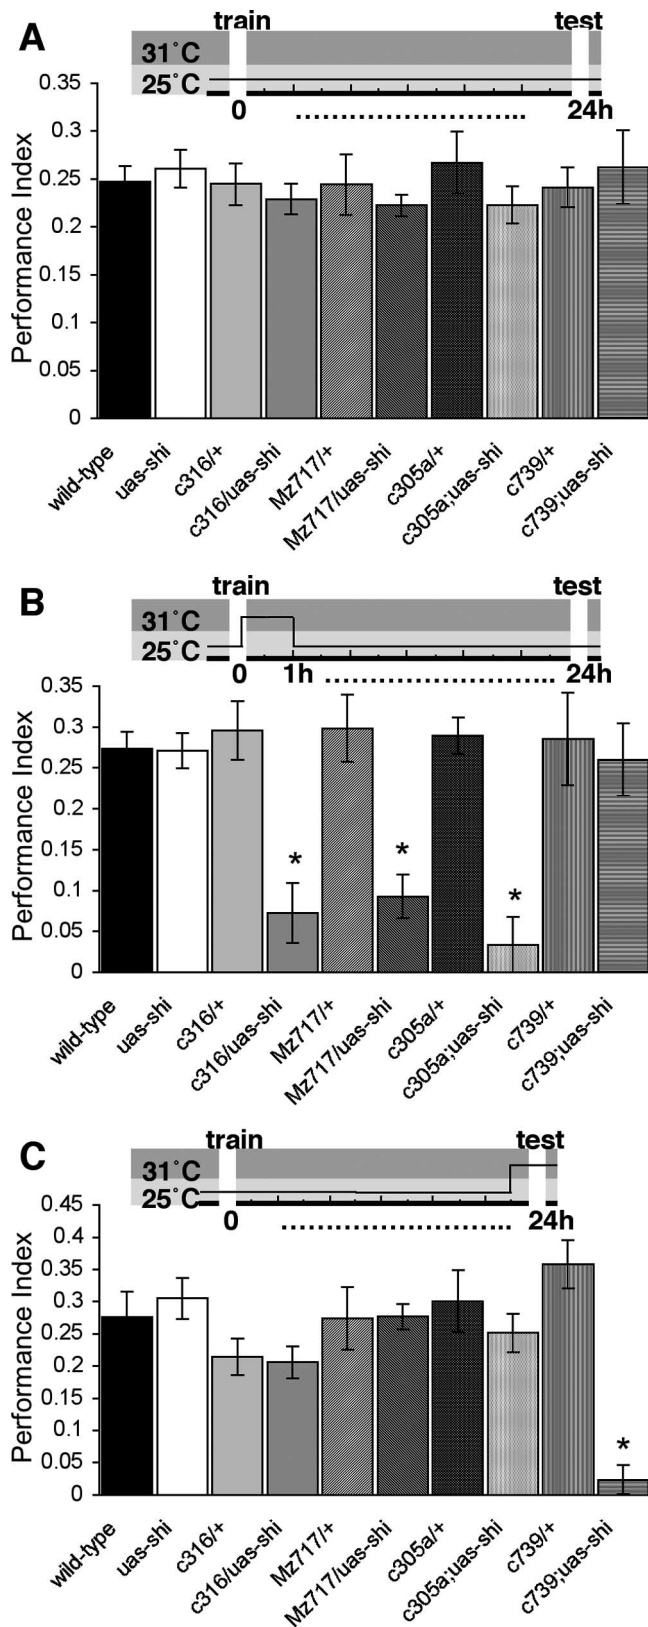 A
train
test
31˚C
25˚C
0
24h
Performance Index
0.35
0.3
0.25
0.2
0.15
0.1
0.05
0
wild-type
uas-shi
c316/+
c316/uas-shi
Mz717/+
Mz717/uas-shi
c305a/+
c305a;uas-shi
c739/+
c739;uas-shi
B
train
test
31˚C
25˚C
0
1h
24h
Performance Index
0.35
0.3
0.25
0.2
0.15
0.1
0.05
0
*
*
*
wild-type
uas-shi
c316/+
c316/uas-shi
Mz717/+
Mz717/uas-shi
c305a/+
c305a;uas-shi
c739/+
c739;uas-shi
C
train
test
31˚C
25˚C
0
24h
Performance Index
0.45
0.4
0.35
0.3
0.25
0.2
0.15
0.1
0.05
0
*
wild-type
uas-shi
c316/+
c316/uas-shi
Mz717/+
Mz717/uas-shi
c305a/+
c305a;uas-shi
c739/+
c739;uas-shi